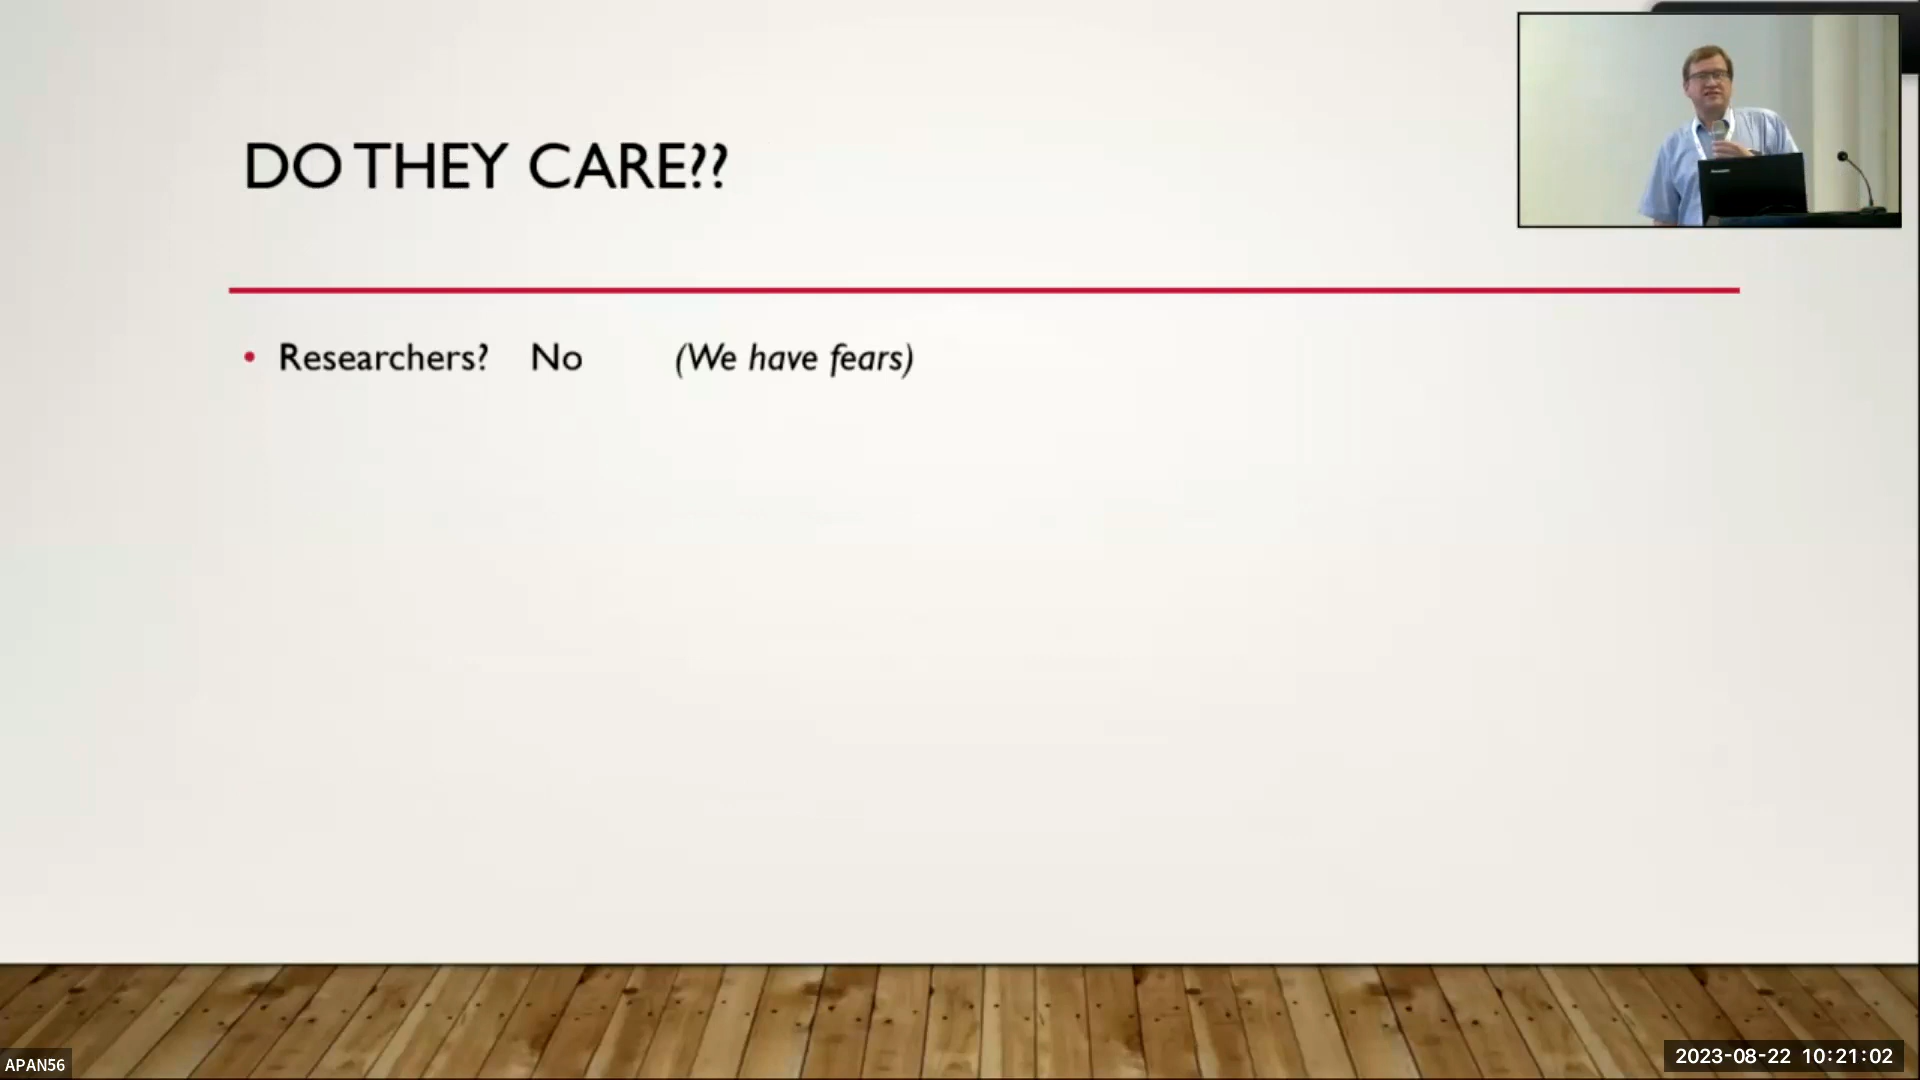 DO THEY CARE??
• Researchers? No (We have fears)
APAN56
2023-08-22 10:21:02